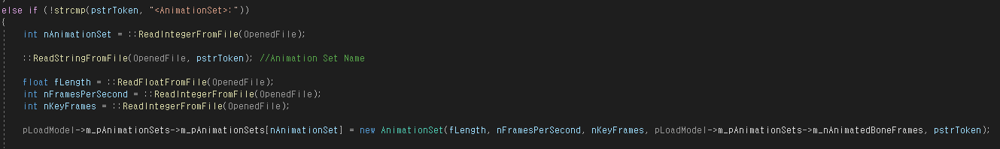 else if (!strcmp(pstrToken, "<AnimationSet>:"))
{
int nAnimationSet = ::ReadIntegerFromFile(OpenedFile);
::ReadStringFromFile(OpenedFile, pstrToken); //Animation Set Name
float fLength = ::ReadFloatFromFile(OpenedFile);
int nFramesPerSecond = ::ReadIntegerFromFile(OpenedFile);
int nKeyFrames = ::ReadIntegerFromFile(OpenedFile);
pLoadModel->m_pAnimationSets->m_pAnimationSets[nAnimationSet] = new AnimationSet(fLength, nFramesPerSecond, nKeyFrames, pLoadModel->m_pAnimationSets->m_nAnimatedBoneFrames, pstrToken);